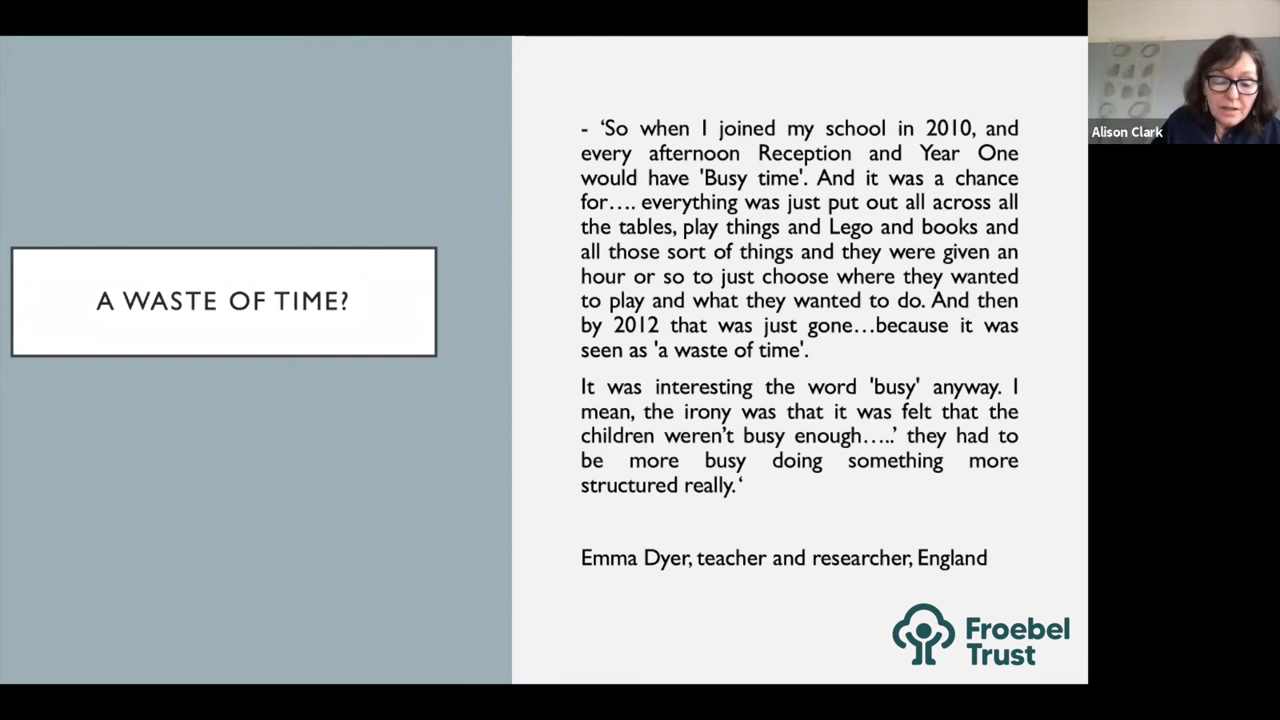 A WASTE OF TIME?
- ‘So when I joined my school in 2010, and
every afternoon Reception and Year One
would have 'Busy time'. And it was a chance
for…. everything was just put out all across all
the tables, play things and Lego and books and
all those sort of things and they were given an
hour or so to just choose where they wanted
to play and what they wanted to do. And then
by 2012 that was just gone…because it was
seen as 'a waste of time'.
It was interesting the word 'busy' anyway. I
mean, the irony was that it was felt that the
children weren’t busy enough…..’ they had to
be more busy doing something more
structured really.‘
Emma Dyer, teacher and researcher, England
Froebel
Trust
Alison Clark